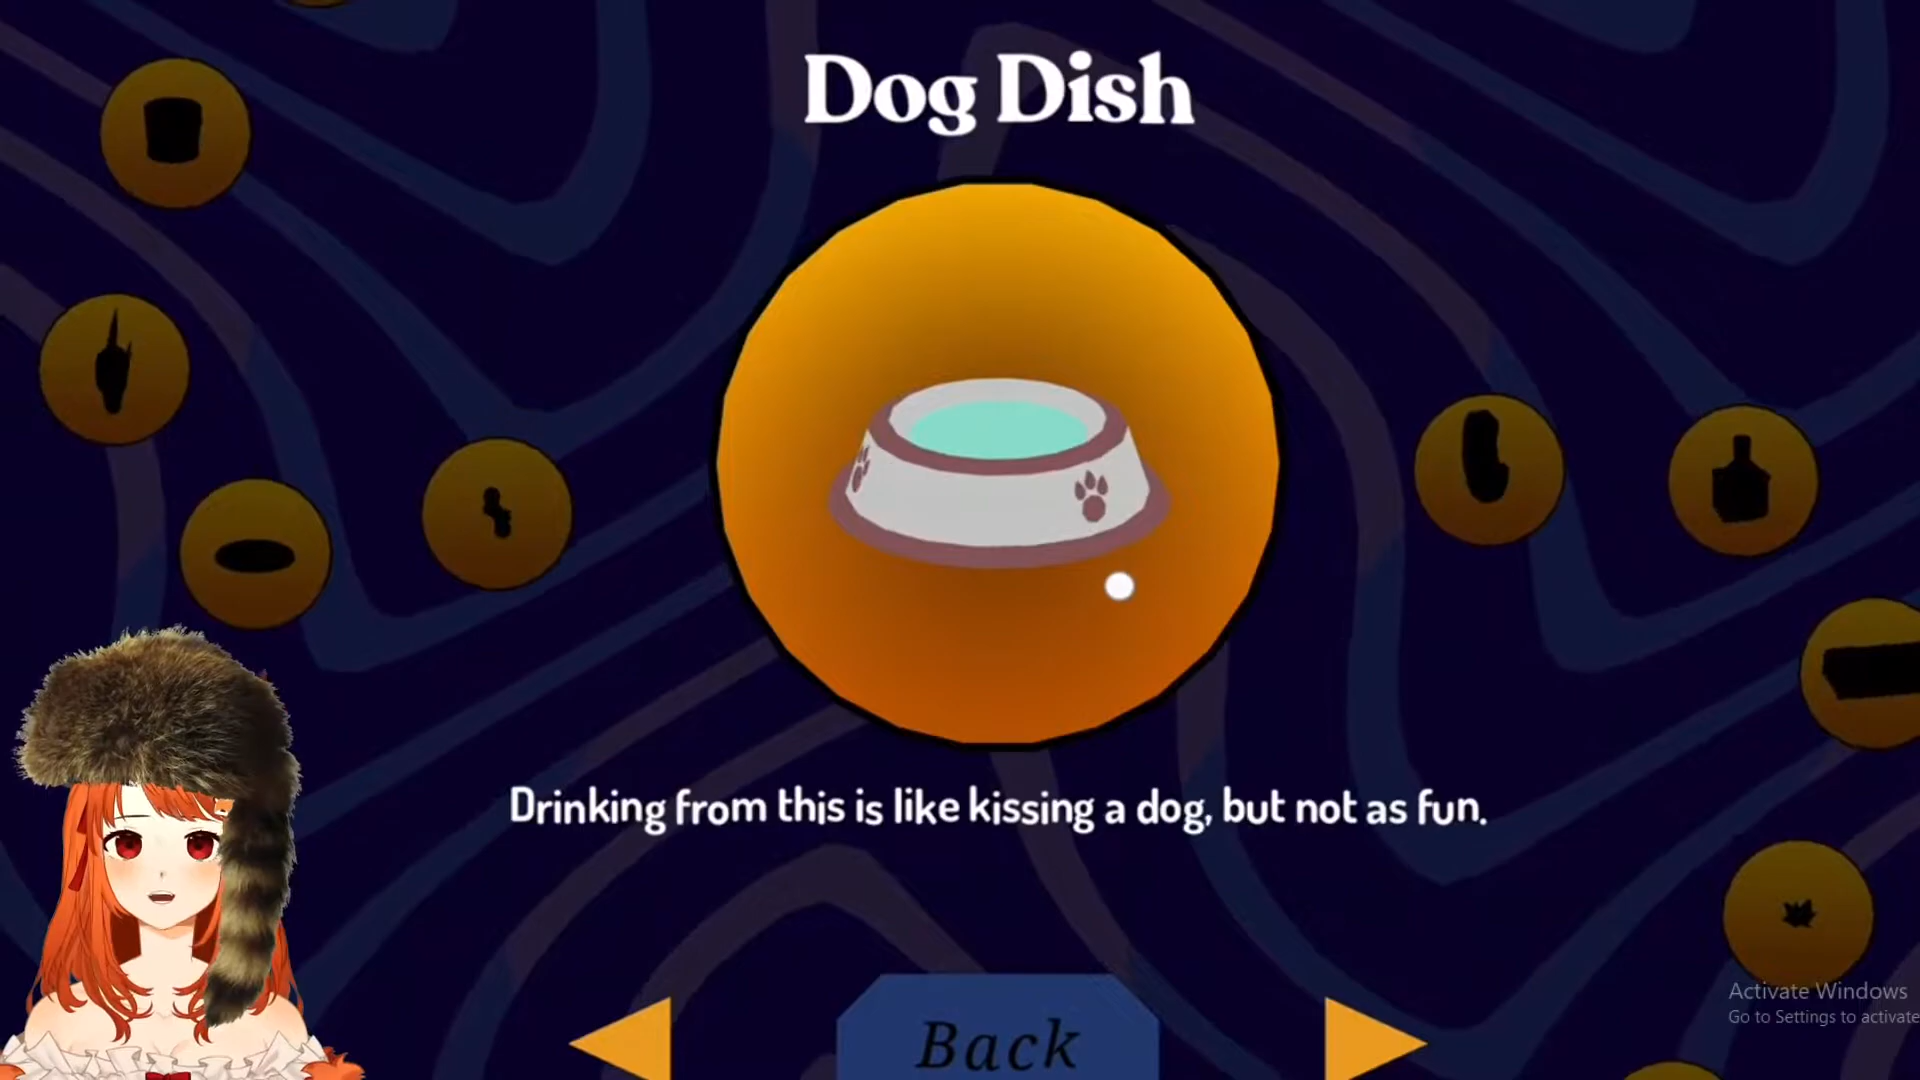 Dog Dish
Drinking from this is like kissing a dog, but not as fun.
Back
Activate Windows
Go to Settings to activate